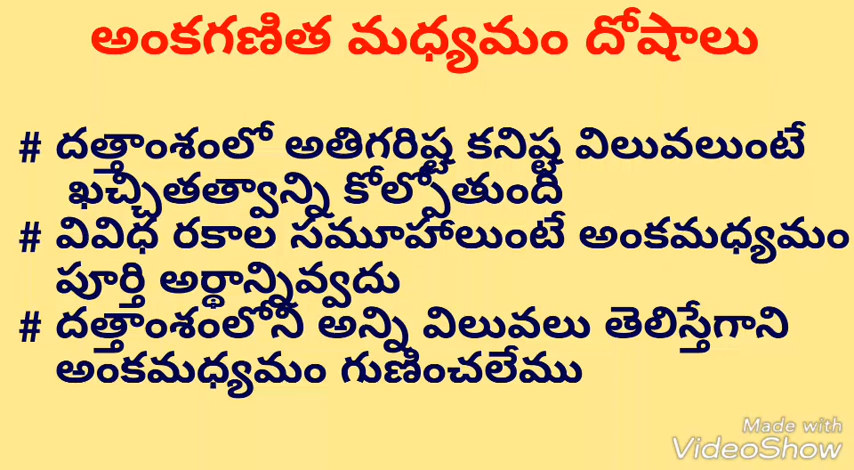 అంకగణిత మధ్యమం దోషాలు
# దత్తాంశంలో అతిగరిష్ట కనిష్ట విలువలుంటే
ఖచ్చితత్వాన్ని కోల్పోతుంది
# వివిధ రకాల సమూహాలుంటే అంకమధ్యమం
పూర్తి అర్థాన్నివ్వదు
# దత్తాంశంలోని అన్ని విలువలు తెలిస్తేగాని
అంకమధ్యమం గుణించలేము
Made with
VideoShow